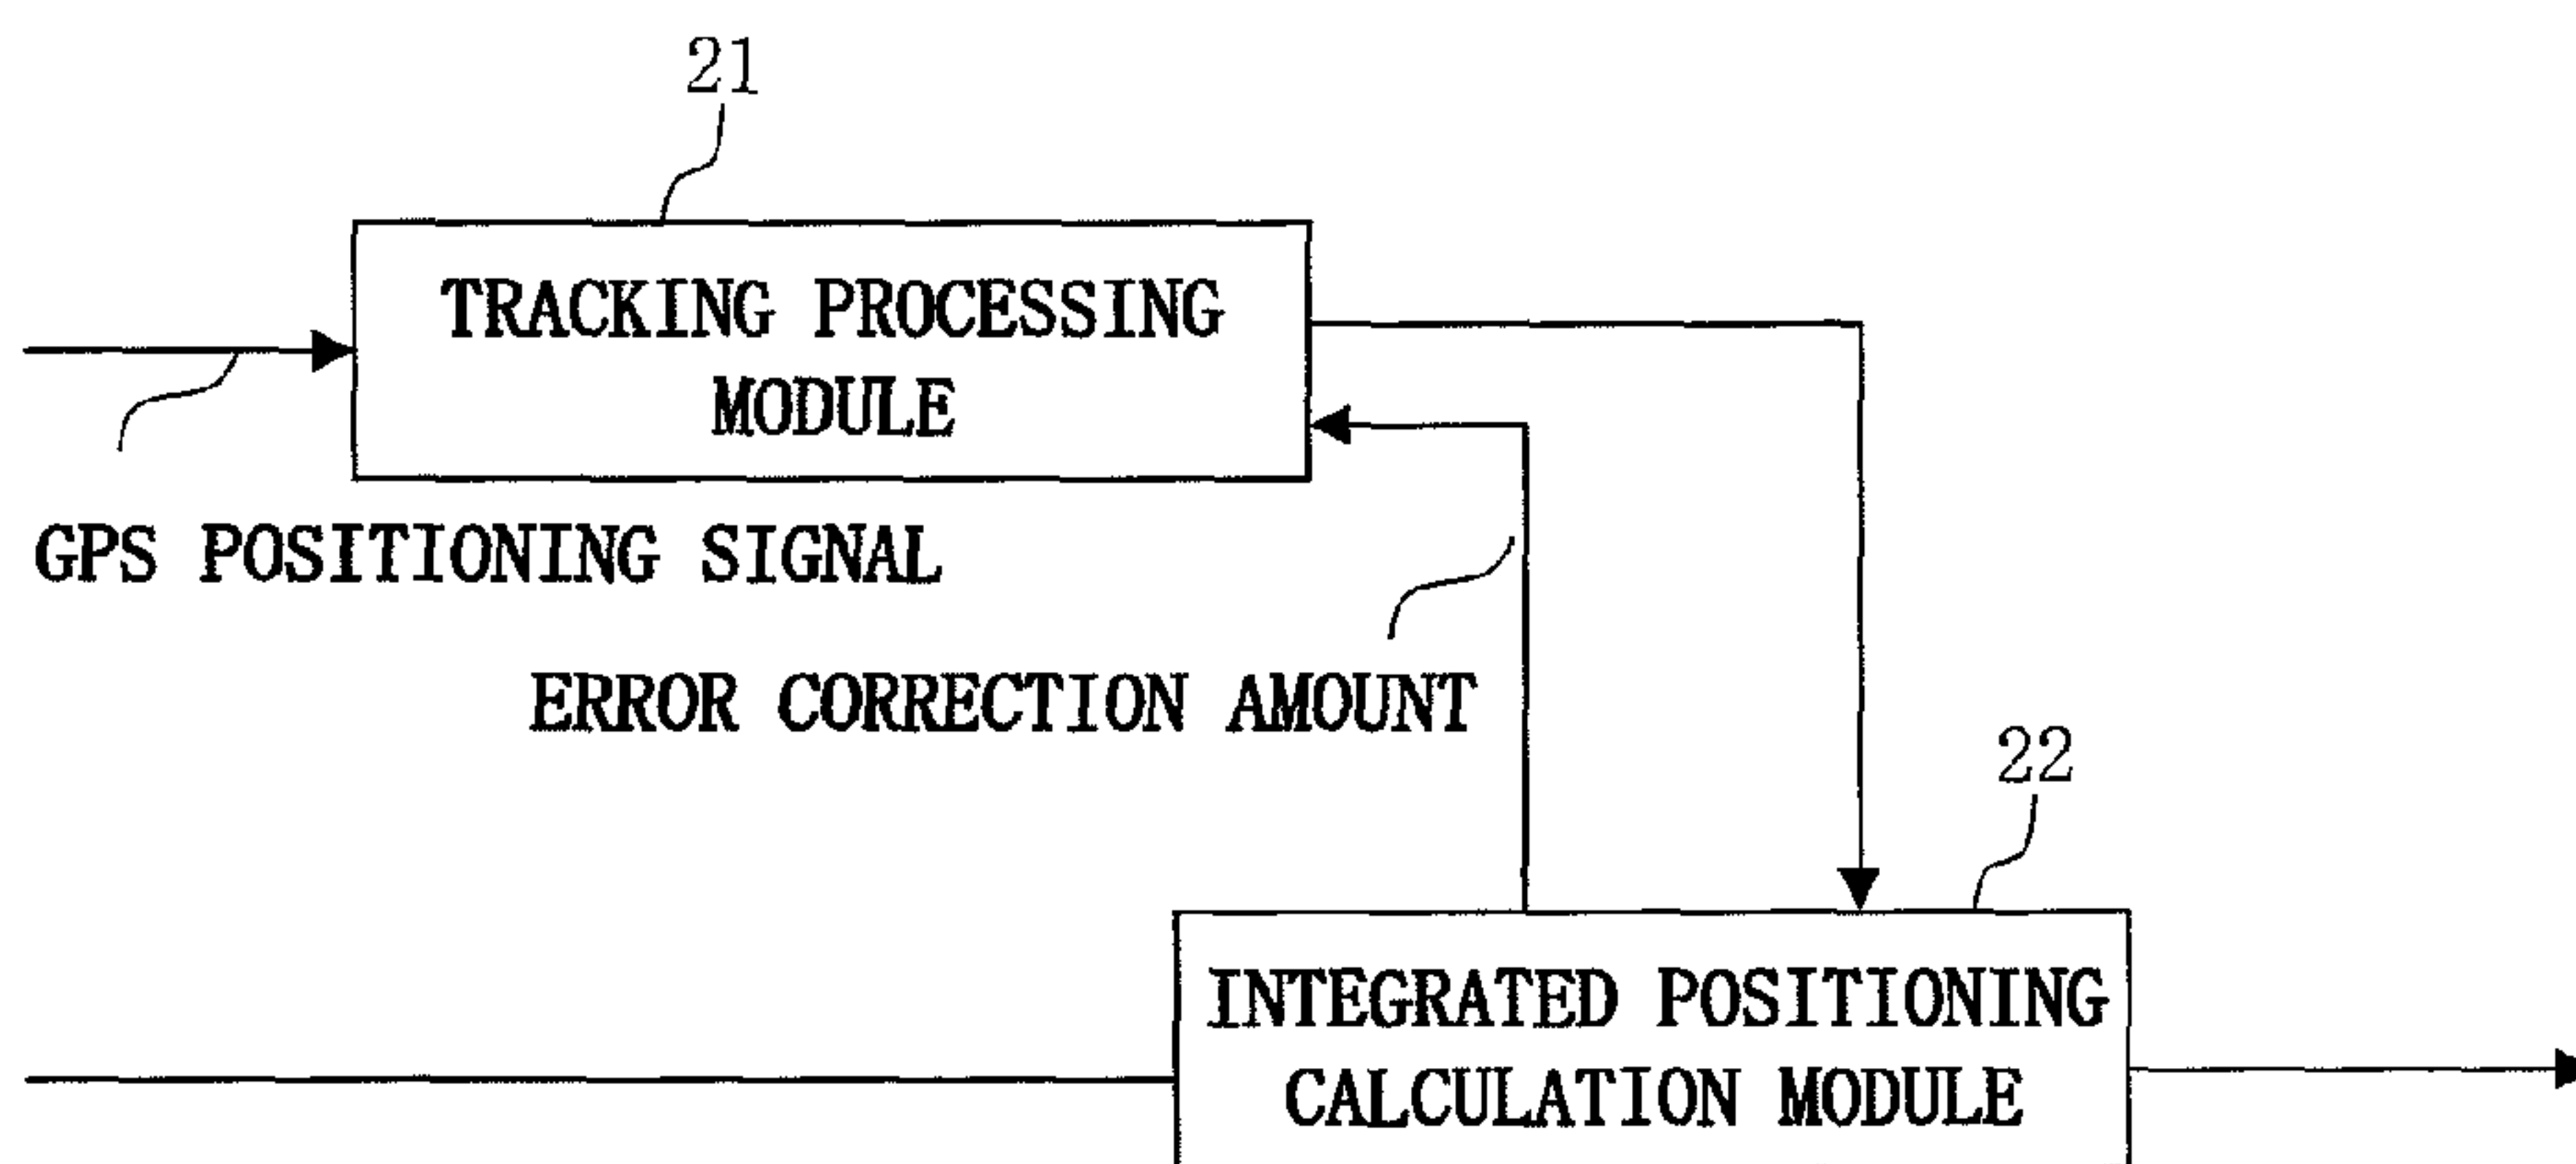 21
TRACKING PROCESSING
MODULE
GPS POSITIONING SIGNAL
ERROR CORRECTION AMOUNT
22
INTEGRATED POSITIONING
CALCULATION MODULE